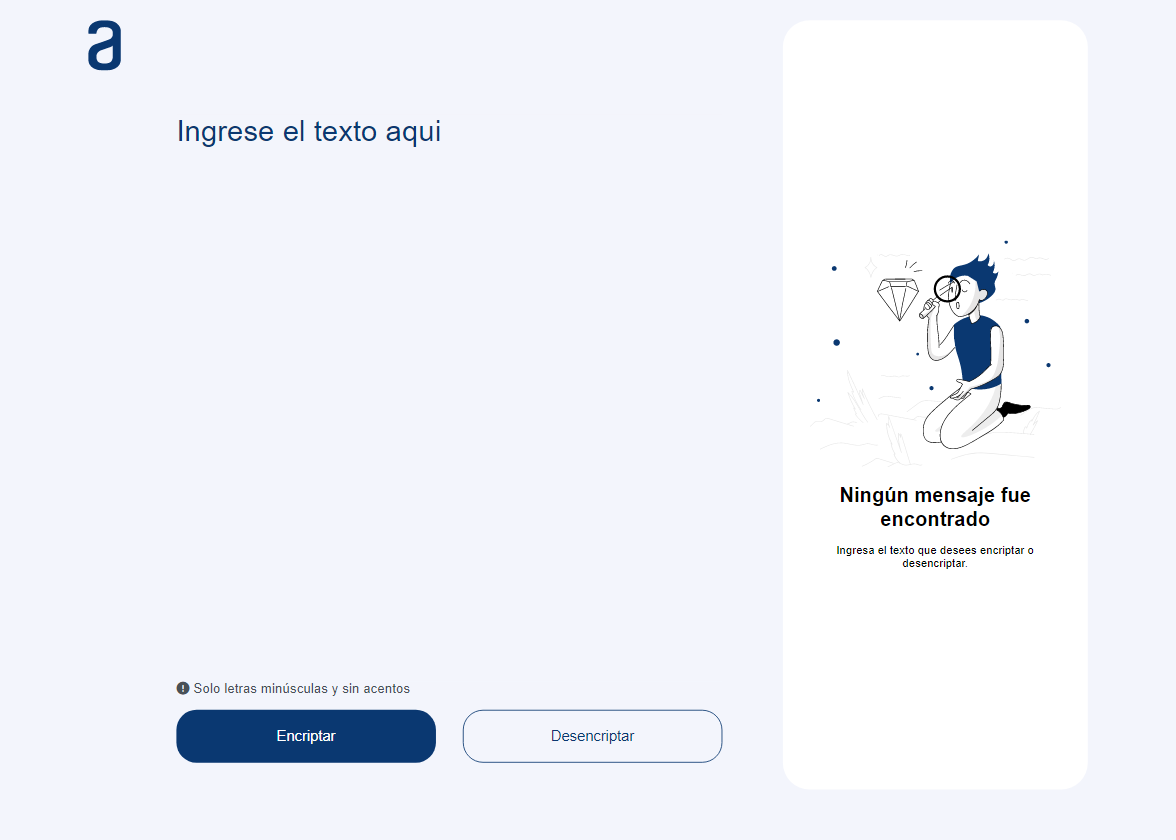 a
Ingrese el texto aqui
Ningún mensaje fue
encontrado
Ingresa el texto que desees encriptar o
desencriptar.
! Solo letras minúsculas y sin acentos
Encriptar
Desencriptar